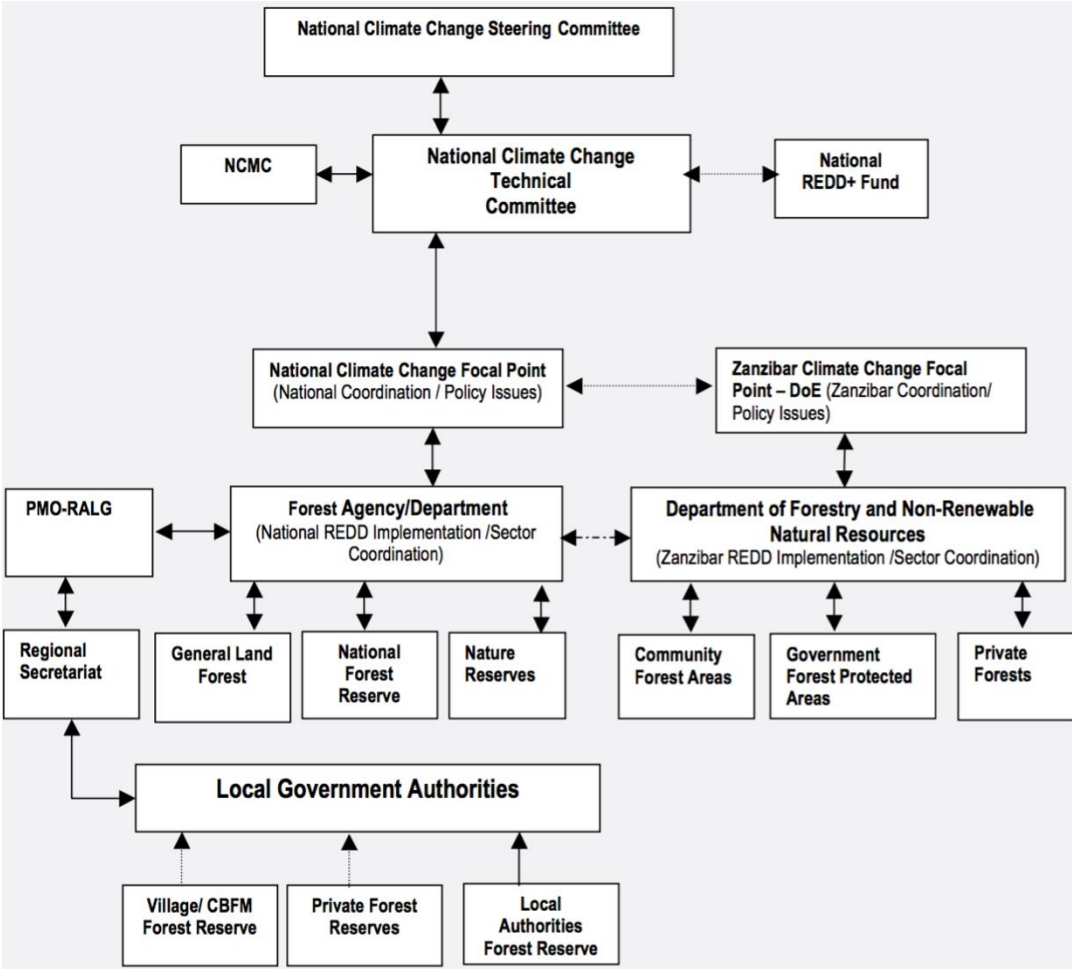 National Climate Change Steering Committee
NCMC
National Climate Change
Technical
Committee
National
REDD+ Fund
National Climate Change Focal Point
(National Coordination / Policy Issues)
Zanzibar Climate Change Focal
Point – DoE (Zanzibar Coordination/
Policy Issues)
PMO-RALG
Forest Agency/Department
(National REDD Implementation /Sector
Coordination)
Department of Forestry and Non-Renewable
Natural Resources
(Zanzibar REDD Implementation /Sector Coordination)
Regional
Secretariat
General Land
Forest
National
Forest
Reserve
Nature
Reserves
Community
Forest Areas
Government
Forest Protected
Areas
Private
Forests
Local Government Authorities
Village/ CBFM
Forest Reserve
Private Forest
Reserves
Local
Authorities
Forest Reserve